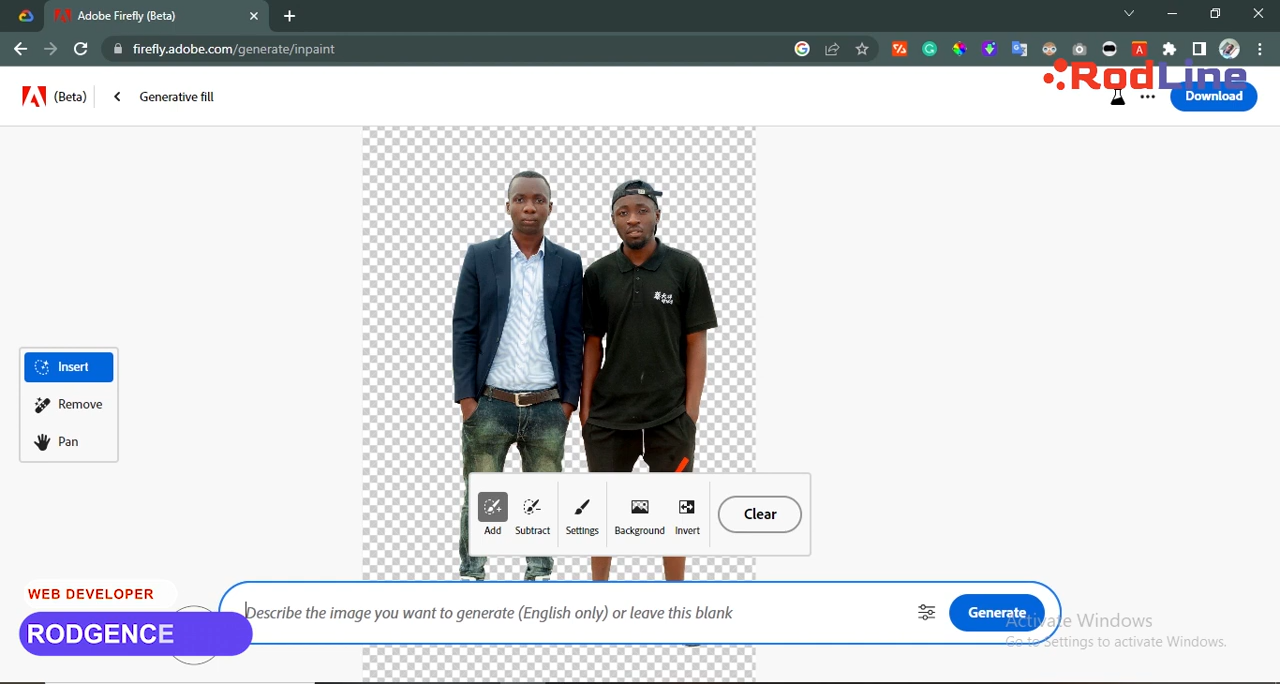 Adobe Firefly (Beta)
firefly.adobe.com/generate/inpaint
RodLine
(Beta)
Generative fill
Download
Insert
Remove
Pan
Add
Subtract
Settings
Background
Invert
Clear
Describe the image you want to generate (English only) or leave this blank
Generate
Activate Windows
Go to Settings to activate Windows.
WEB DEVELOPER
RODGENCE